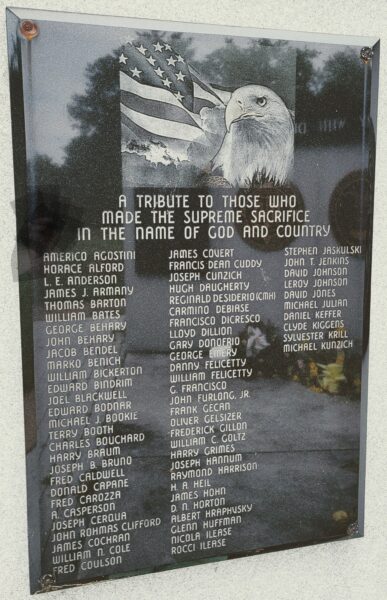 A TRIBUTE TO THOSE WHO
MADE THE SUPREME SACRIFICE
IN THE NAME OF GOD AND COUNTRY
AMERICO AGOSTINI
HORACE ALFORD
L. E. ANDERSON
JAMES J. ARMANY
THOMAS BARTON
WILLIAM BATES
GEORGE BEHARY
JOHN BEHARY
JACOB BENDEL
MARKO BENICH
WILLIAM BICKERTON
EDWARD BINDRIM
JOEL BLACKWELL
EDWARD BODNAR
MICHAEL J. BOOKIE
TERRY BOOTH
CHARLES BOUCHARD
HARRY BRAUM
JOSEPH B. BRUNO
FRED CALDWELL
DONALD CAPANE
FRED CAROZZA
A. CASPERSON
JOSEPH CERQUA
JOHN ROHMAS CLIFFORD
JAMES COCHRAN
WILLIAM N. COLE
FRED COULSON
JAMES COVERT
FRANCIS DEAN CUDDY
JOSEPH CUNZICH
HUGH DAUGHERTY
REGINALD DESIDERIO (CMH)
CARMINO DEBIASE
FRANCISCO DICRESCO
LLOYD DILLION
GARY DONOFRIO
GEORGE EMERY
DANNY FELICETTY
WILLIAM FELICETTY
G. FRANCISCO
JOHN FURLONG, JR.
FRANK GECAN
OLIVER GELSIZER
FREDERICK GILLON
WILLIAM C. GOLTZ
HARRY GRIMES
JOSEPH HANNUM
RAYMOND HARRISON
H. A. HEIL
JAMES HOHN
D. N. HORTON
ALBERT HRAPHUSKY
GLENN HUFFMAN
NICOLA ILEASE
ROCCI ILEASE
STEPHEN JASKULSKI
JOHN T. JENKINS
DAVID JOHNSON
LEROY JOHNSON
DAVID JONES
MICHAEL JULIAN
DANIEL KEFFER
CLYDE KIGGENS
SYLVESTER KRILL
MICHAEL KUNZICH